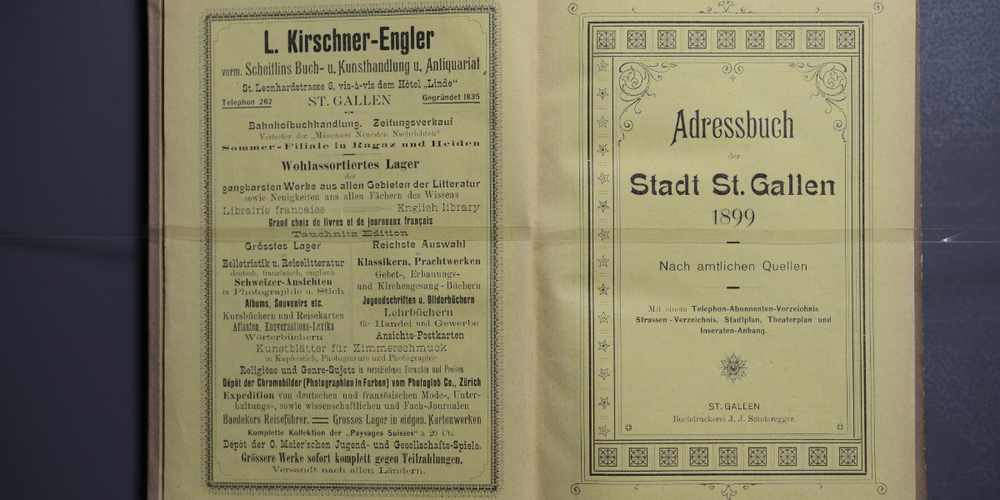 L. Kirschner-Engler
vorm. Scheitlins Buch- u. Kunsthandlung u. Antiquariat
St. Leonhardstrasse 6, vis-à-vis dem Hôtel „Linde“
Telephon 262 ST. GALLEN Gegründet 1835
Bahnhofbuchhandlung. Zeitungsverkauf
Vertreter der „Münchner Neuesten Nachrichten“
Sommer-Filiale in Ragaz und Heiden
Wohlassortiertes Lager
der
gangbarsten Werke aus allen Gebieten der Litteratur
sowie Neuigkeiten aus allen Fächern des Wissens
Librairie française English library
Grand choix de livres et de journeaux français
Tauchnitz Edition
Grösstes Lager
Belletristik u. Reiselitteratur
deutsch, französisch, englisch
Schweizer-Ansichten
in Photographie u. Stich
Albums, Souvenirs etc.
Kursbüchern und Reisekarten
Atlanten, Konversations-Lexika
Wörterbüchern
Reichste Auswahl
Klassikern, Prachtwerken
Gebet-, Erbauungs-
und Kirchengesang-Büchern
Jugendschriften u. Bilderbüchern
Lehrbüchern
für Handel und Gewerbe
Ansichts-Postkarten
Kunstblätter für Zimmerschmuck
in Kupferstich, Photogravure und Photographie
Religiöse und Genre-Sujets in verschiedenen Formaten und Preisen
Dépôt der Chromobilder (Photographien in Farben) vom Photoglob Co., Zürich
Expedition von deutschen und französischen Mode-, Unter-
haltungs-, sowie wissenschaftlichen und Fach-Journalen
Baedekers Reiseführer. Grosses Lager in eidgen. Kartenwerken
Komplette Kollektion der „Paysages Suisses“ à 20 Cts.
Dépôt der O. Maier'schen Jugend- und Gesellschafts-Spiele.
Grössere Werke sofort komplett gegen Teilzahlungen.
Versandt nach allen Ländern.
Adressbuch
der
Stadt St. Gallen
1899
Nach amtlichen Quellen
Mit einem Telephon-Abonnenten-Verzeichnis
Strassen-Verzeichnis, Stadtplan, Theaterplan und
Inseraten-Anhang.
ST. GALLEN
Buchdruckerei J. J. Sonderegger.